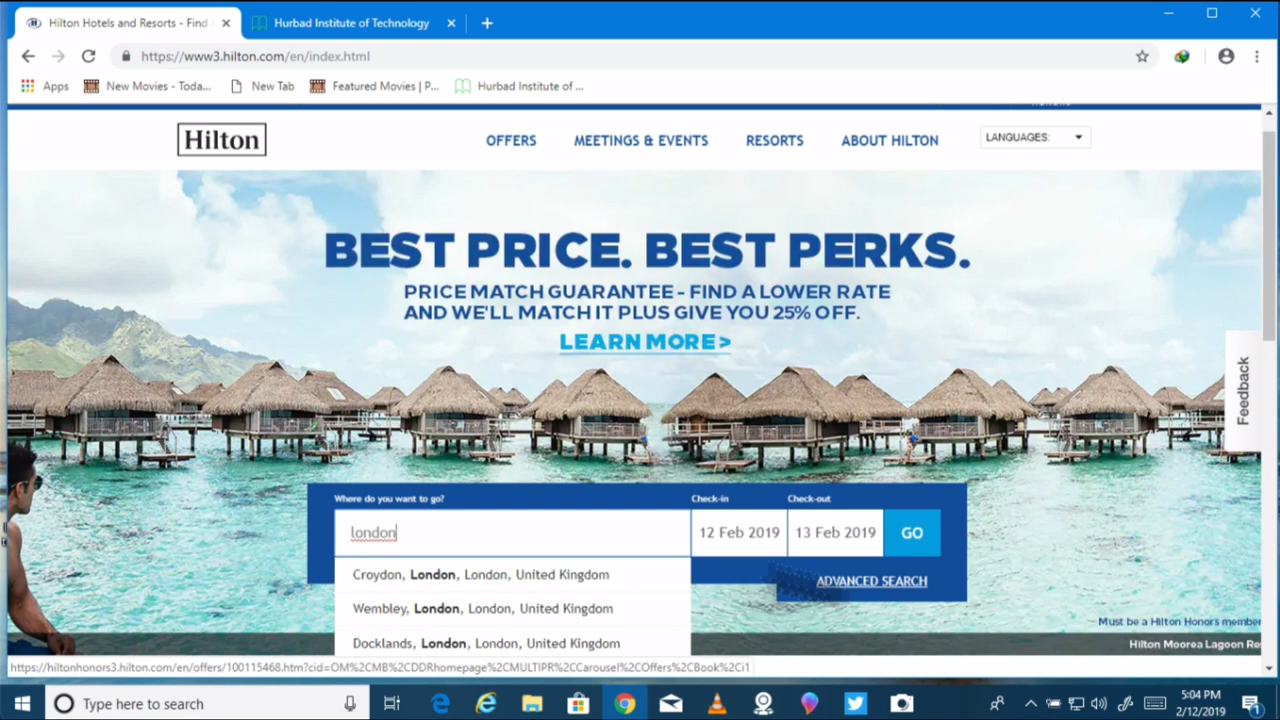 Hilton Hotels and Resorts - Find
Hurbad Institute of Technology
https://www3.hilton.com/en/index.html
Apps
New Movies - Toda...
New Tab
Featured Movies | P...
Hurbad Institute of ...
Hilton
OFFERS
MEETINGS & EVENTS
RESORTS
ABOUT HILTON
LANGUAGES:
BEST PRICE. BEST PERKS.
PRICE MATCH GUARANTEE - FIND A LOWER RATE
AND WE'LL MATCH IT PLUS GIVE YOU 25% OFF.
LEARN MORE >
Feedback
Where do you want to go?
Check-in
Check-out
london
12 Feb 2019
13 Feb 2019
GO
Croydon, London, London, United Kingdom
ADVANCED SEARCH
Wembley, London, London, United Kingdom
Must be a Hilton Honors member
Docklands, London, London, United Kingdom
Hilton Moorea Lagoon Re
https://hiltonhonors3.hilton.com/en/offers/100115468.htm?cid=OM%2CMB%2CDDRhomepage%2CMULTIPR%2CCarousel%2COffers%2CBook%2Ci1
Type here to search
5:04 PM
2/12/2019
1